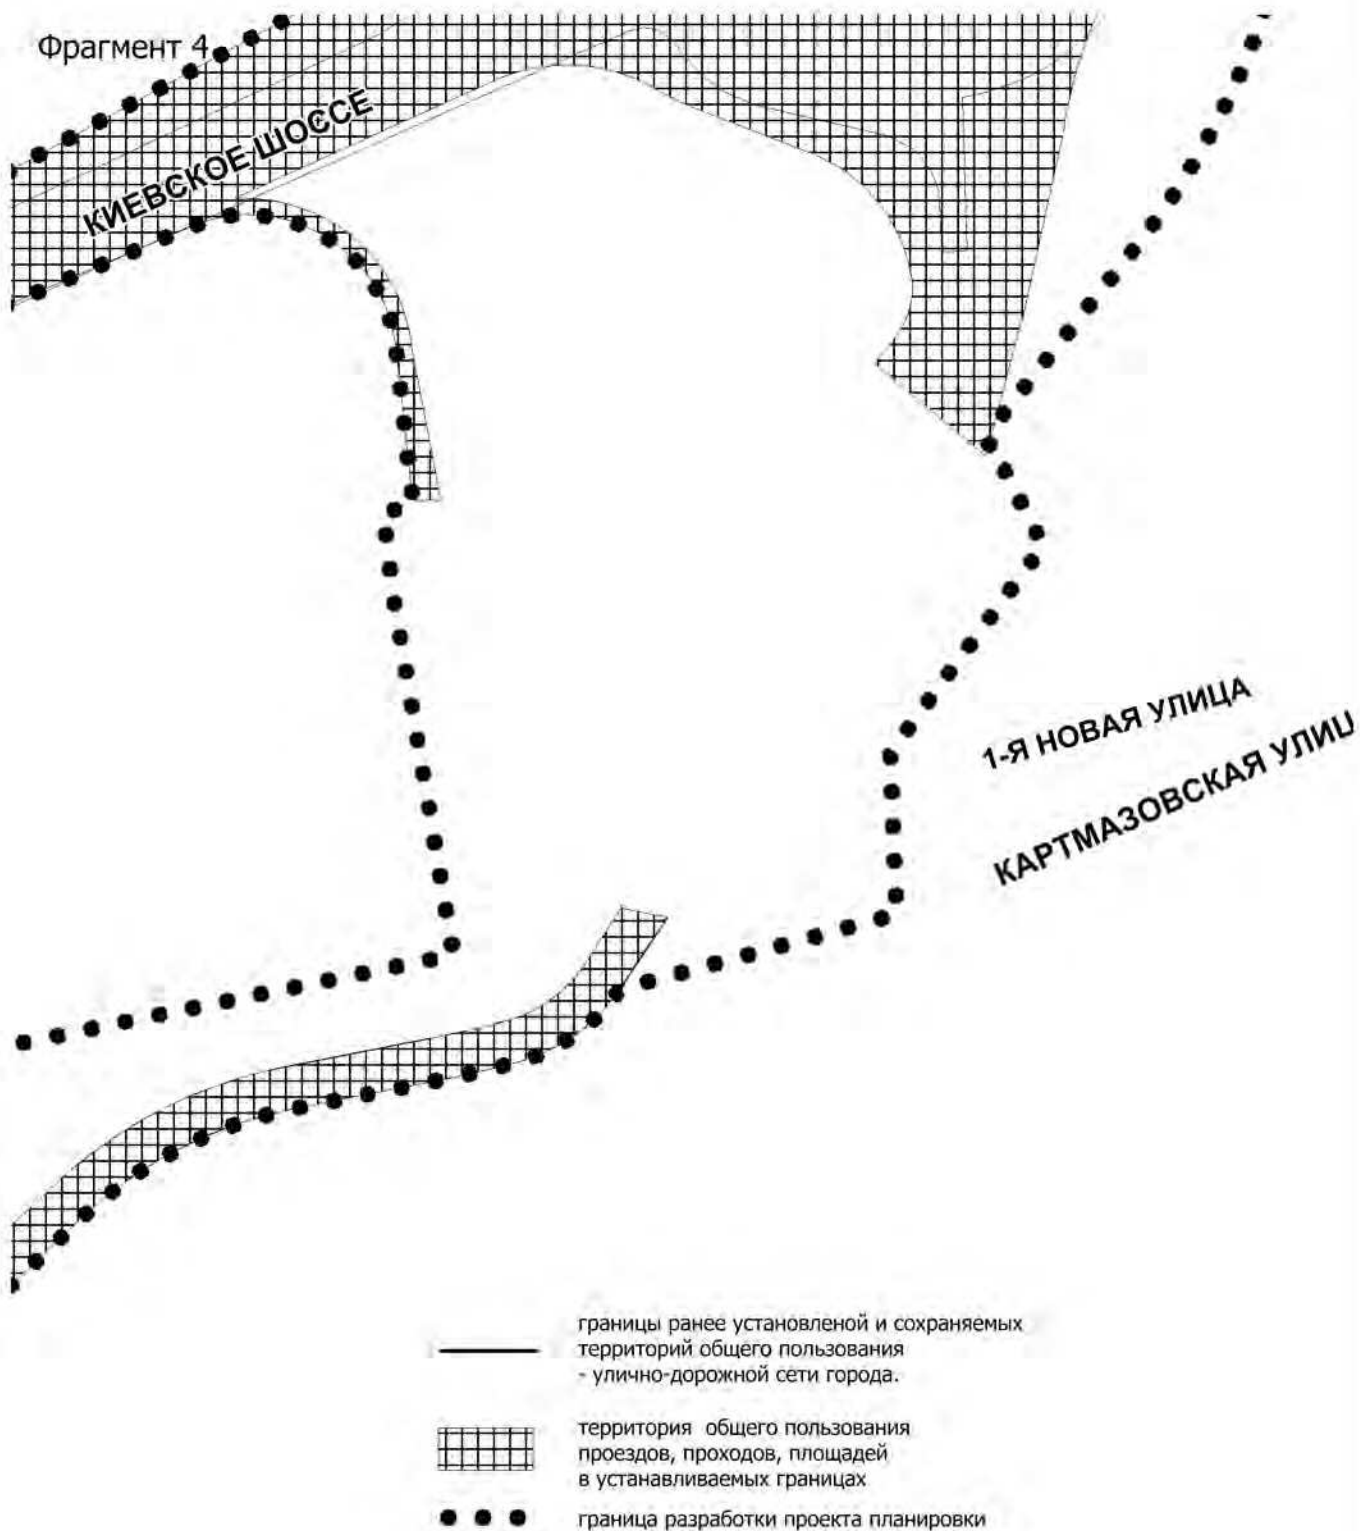 Фрагмент 4
КИЕВСКОЕ ШОССЕ
1-Я НОВАЯ УЛИЦА
КАРТМАЗОВСКАЯ УЛИЦ
границы ранее установленой и сохраняемых
территорий общего пользования
- улично-дорожной сети города.
территория общего пользования
проездов, проходов, площадей
в устанавливаемых границах
граница разработки проекта планировки